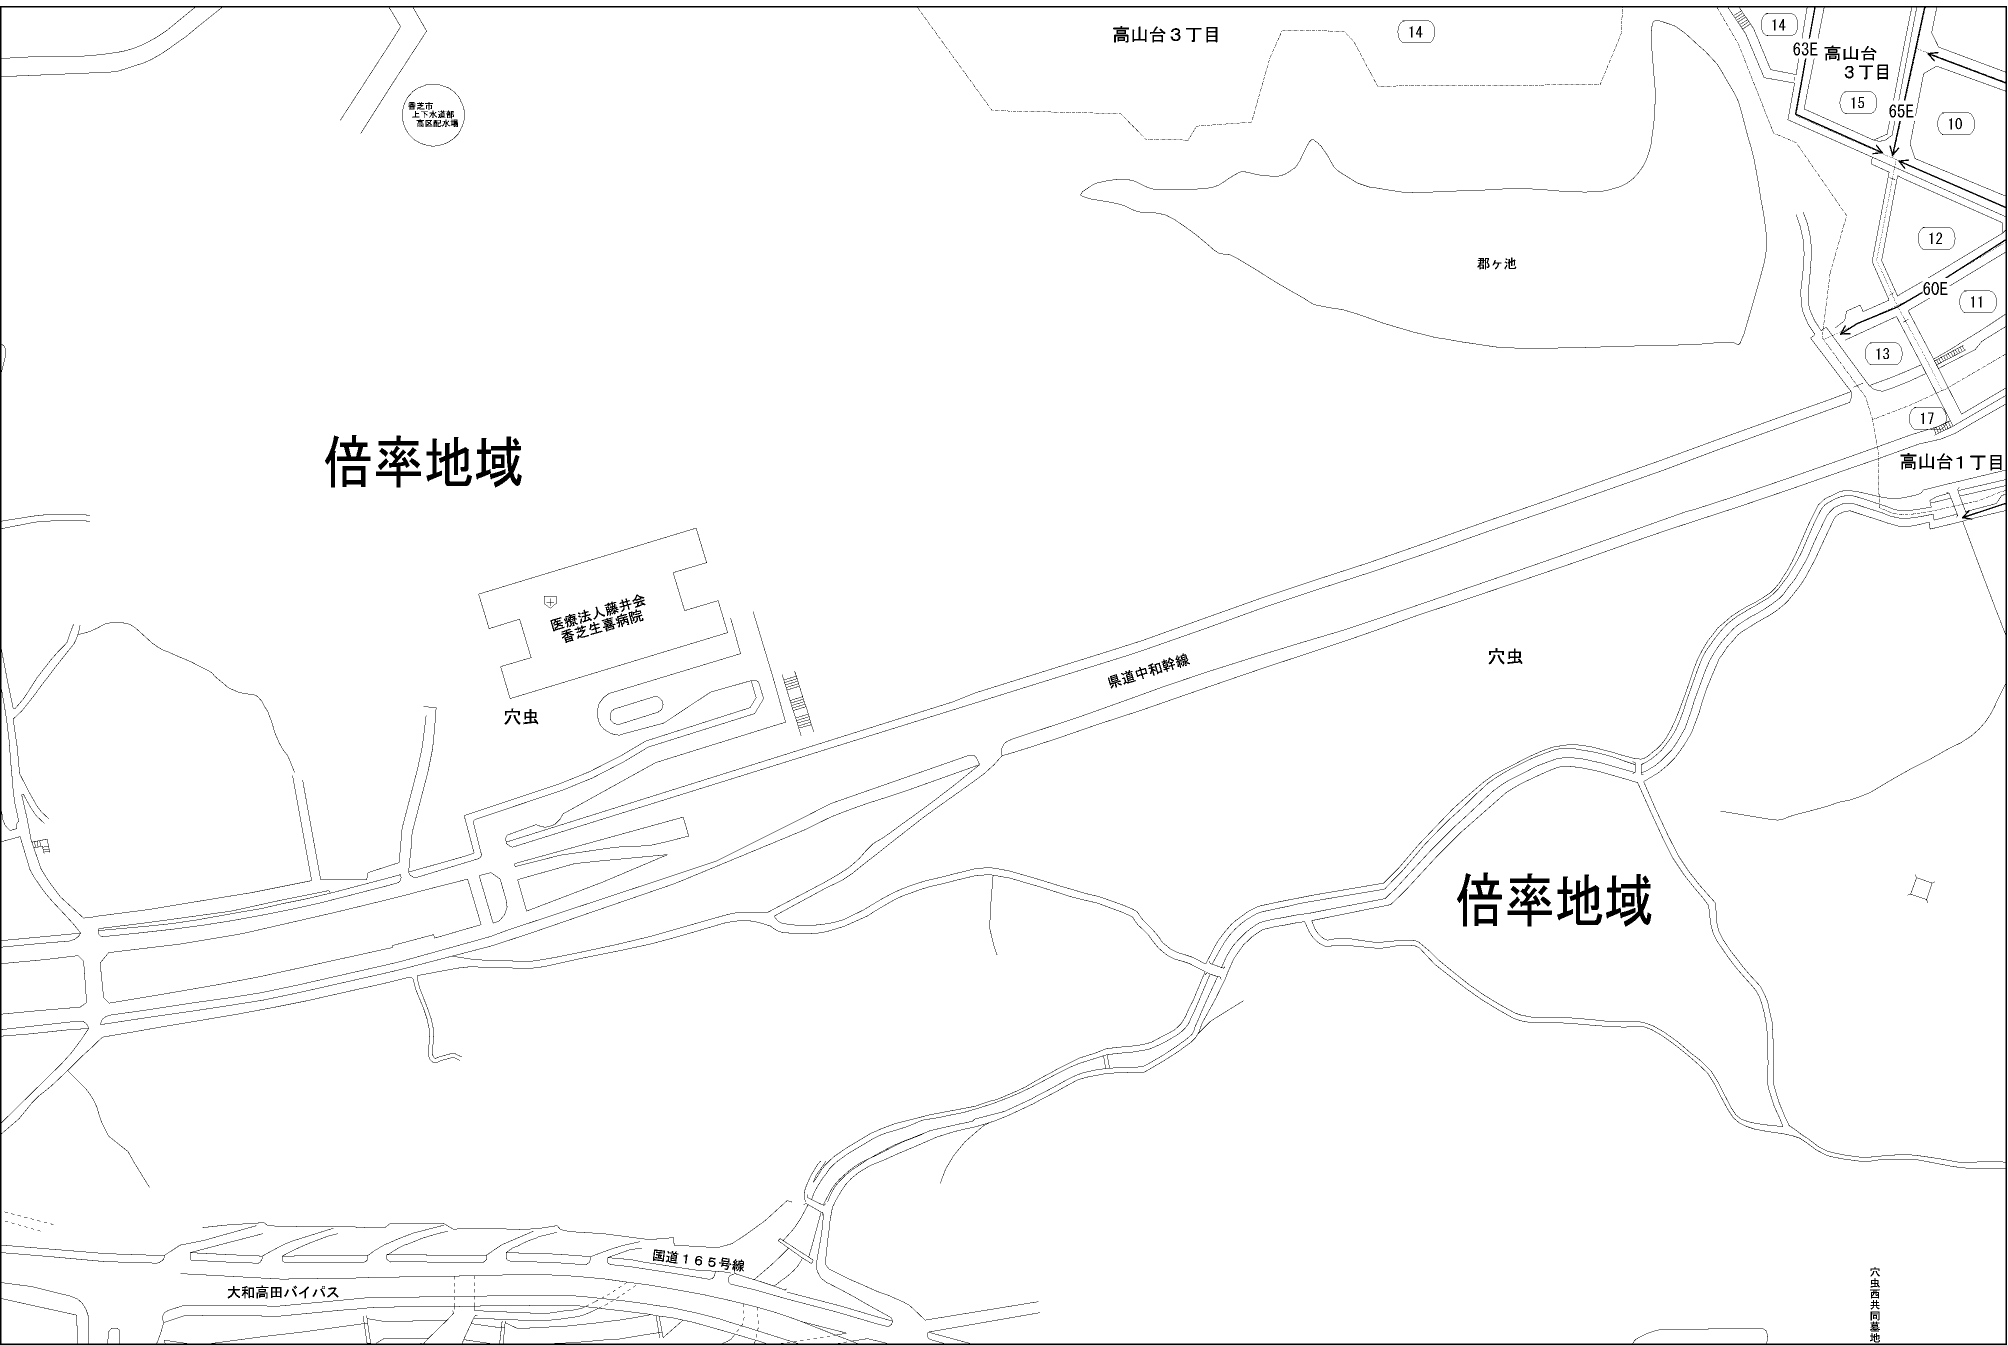 高山台３丁目
14
14
63E
高山台
３丁目
15
65E
10
香芝市
上下水道部
高区配水場
12
郡ヶ池
60E
11
13
17
倍率地域
高山台１丁目
医療法人藤井会
香芝生喜病院
穴虫
県道中和幹線
穴虫
倍率地域
国道１６５号線
大和高田バイパス
穴虫西共同墓地